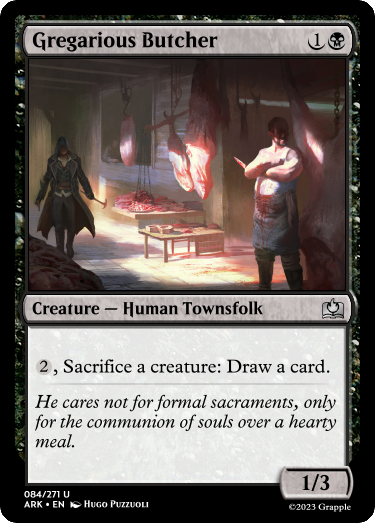 Gregarious Butcher 1
Creature — Human Townsfolk
2, Sacrifice a creature: Draw a card.
He cares not for formal sacraments, only
for the communion of souls over a hearty
meal.
1/3
084/271 U
ARK • EN Hugo Puzzuoli
©2023 Grapple